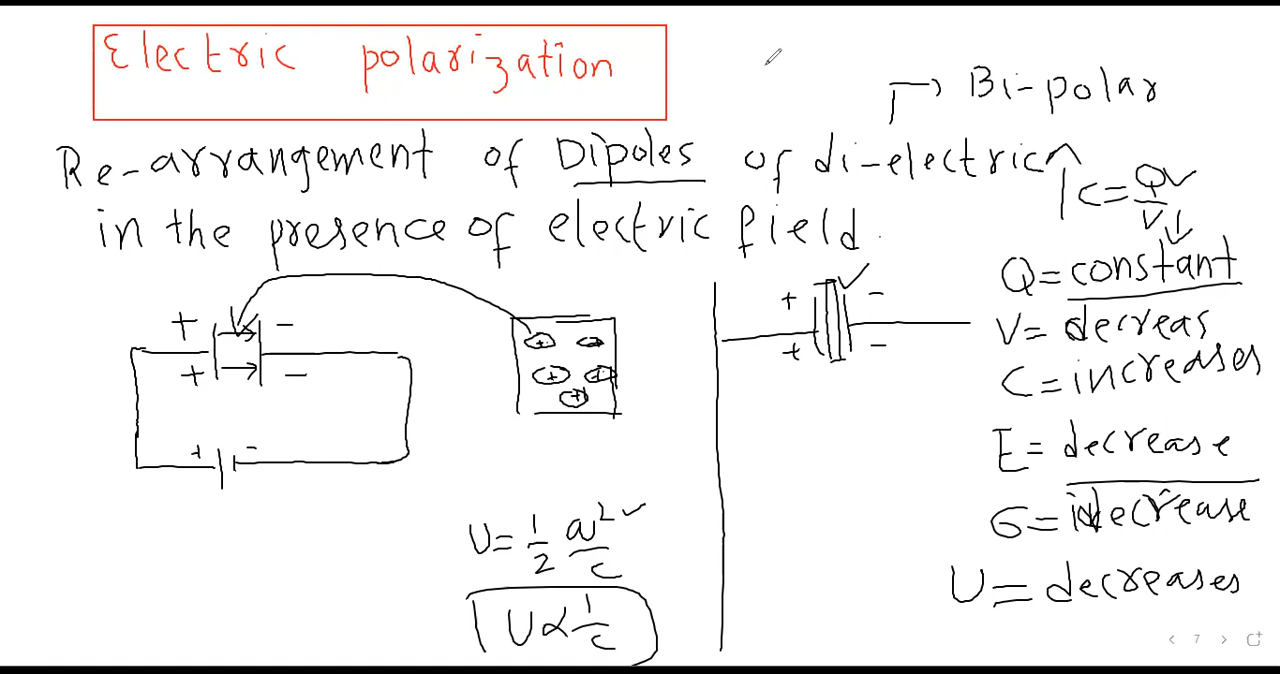 Electric polarization
Bi-polar
Re-arrangement of Dipoles of di-electric
in the presence of electric field.
C = Q/V
Q = constant
V = decreas
C = increases
E = decrease
U = decreases
+ -
+ -
+ -
+ -
+ -
U = 1/2 Q²/C
U ∝ 1/C
7